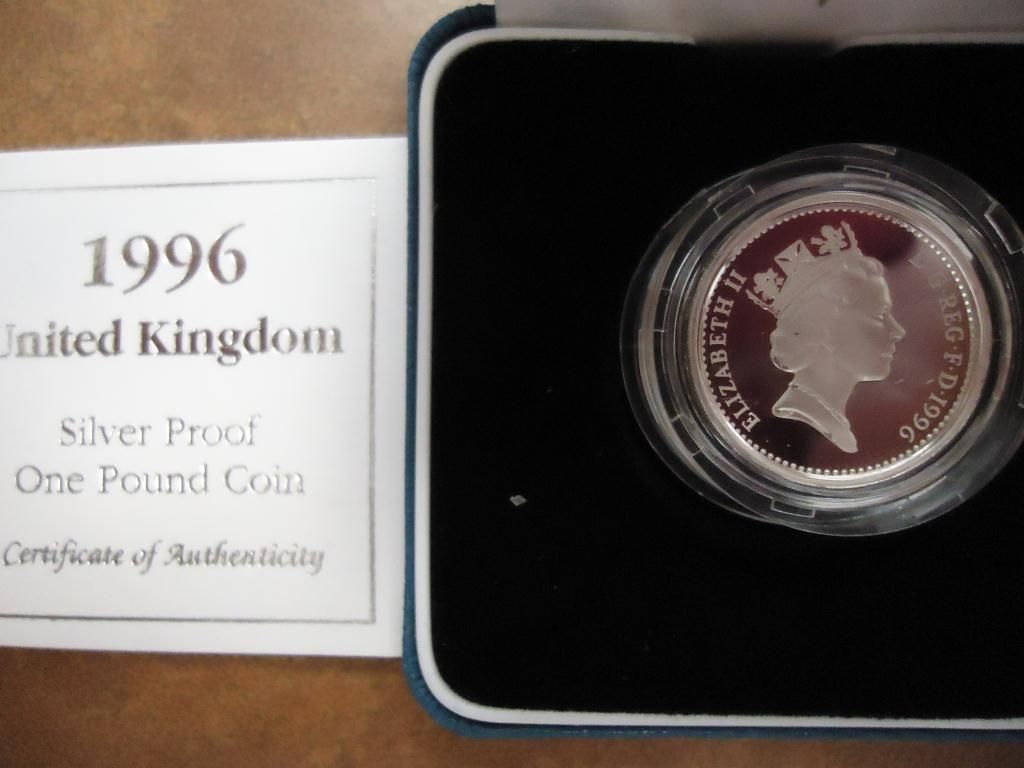 1996
United Kingdom
Silver Proof
One Pound Coin
Certificate of Authenticity
ELIZABETH II
REG·F·D·1996